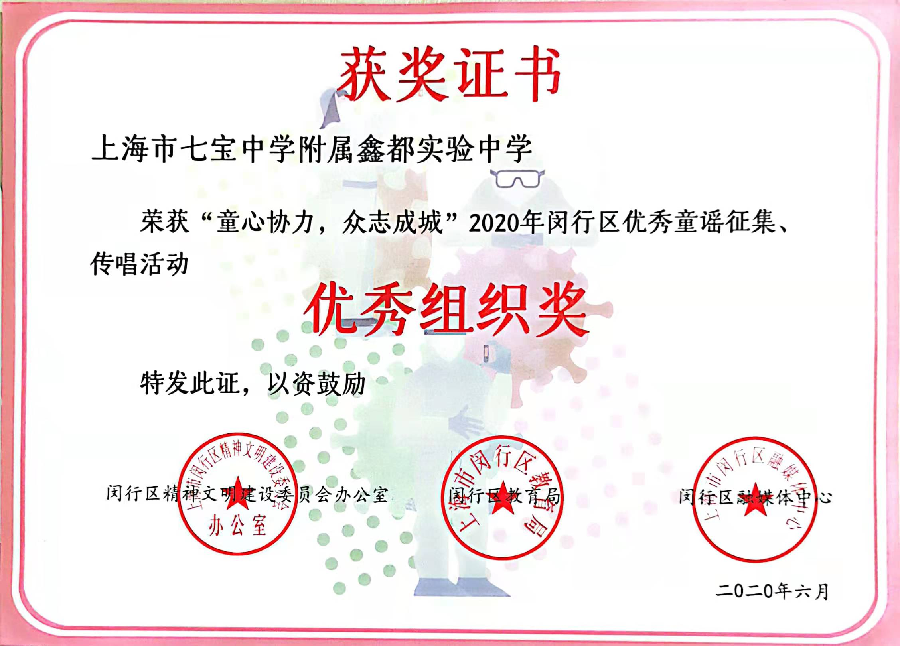 获奖证书
上海市七宝中学附属鑫都实验中学
荣获“童心协力，众志成城”2020年闵行区优秀童谣征集、
传唱活动
优秀组织奖
特发此证，以资鼓励
闵行区精神文明建设委员会办公室 闵行区教育局 闵行区融媒体中心
上海市闵行区精神文明建设委员会
办公室
上海市闵行区教育局
上海市闵行区融媒体中心
二〇二〇年六月